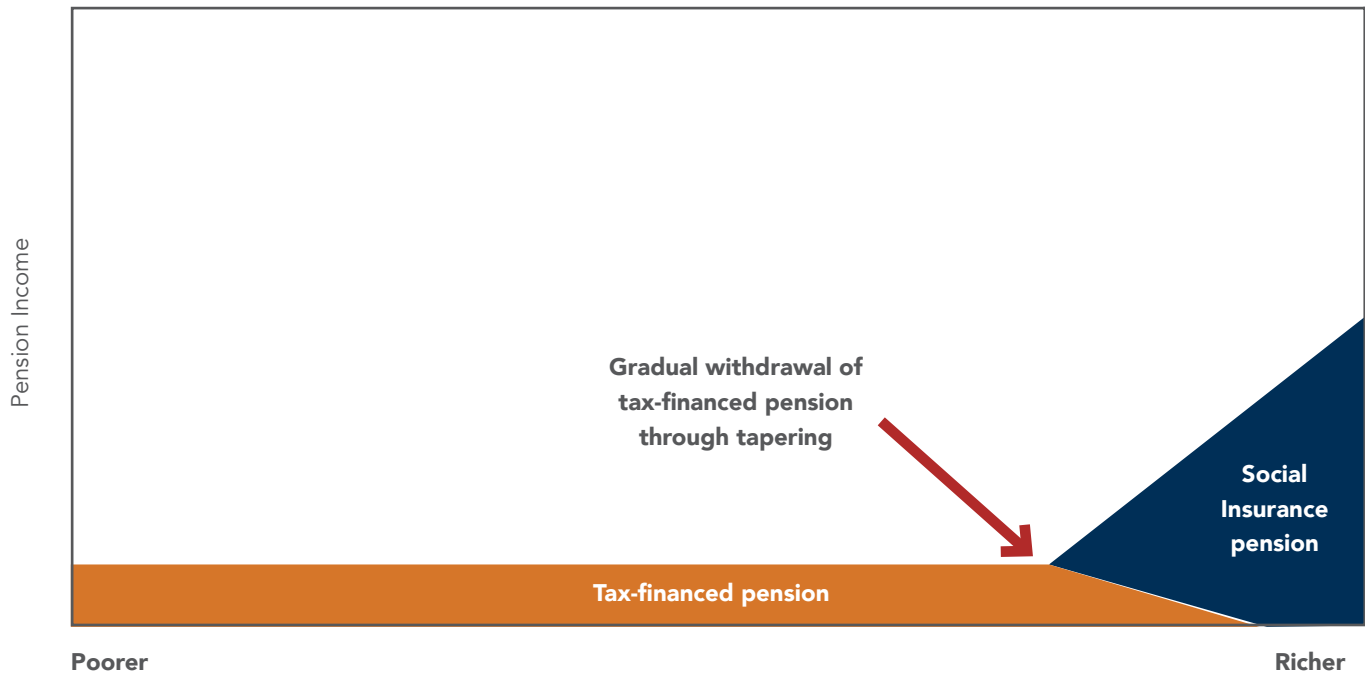 Pension Income
Gradual withdrawal of
tax-financed pension
through tapering
Social
Insurance
pension
Tax-financed pension
Poorer
Richer